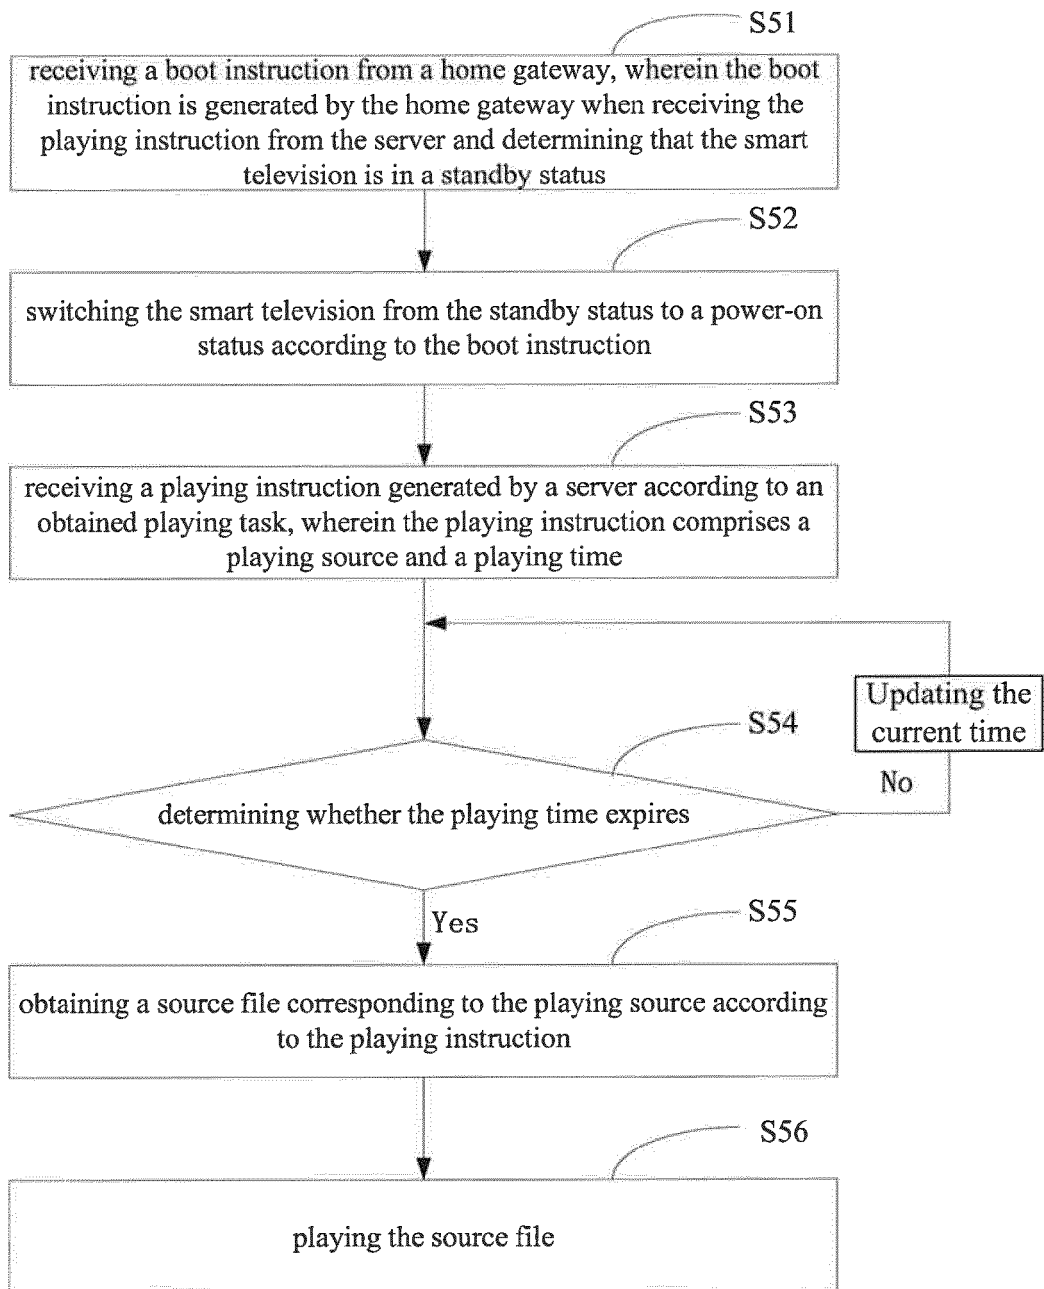 S51
receiving a boot instruction from a home gateway, wherein the boot
instruction is generated by the home gateway when receiving the
playing instruction from the server and determining that the smart
television is in a standby status
S52
switching the smart television from the standby status to a power-on
status according to the boot instruction
S53
receiving a playing instruction generated by a server according to an
obtained playing task, wherein the playing instruction comprises a
playing source and a playing time
Updating the
current time
S54
No
determining whether the playing time expires
Yes
S55
obtaining a source file corresponding to the playing source according
to the playing instruction
S56
playing the source file